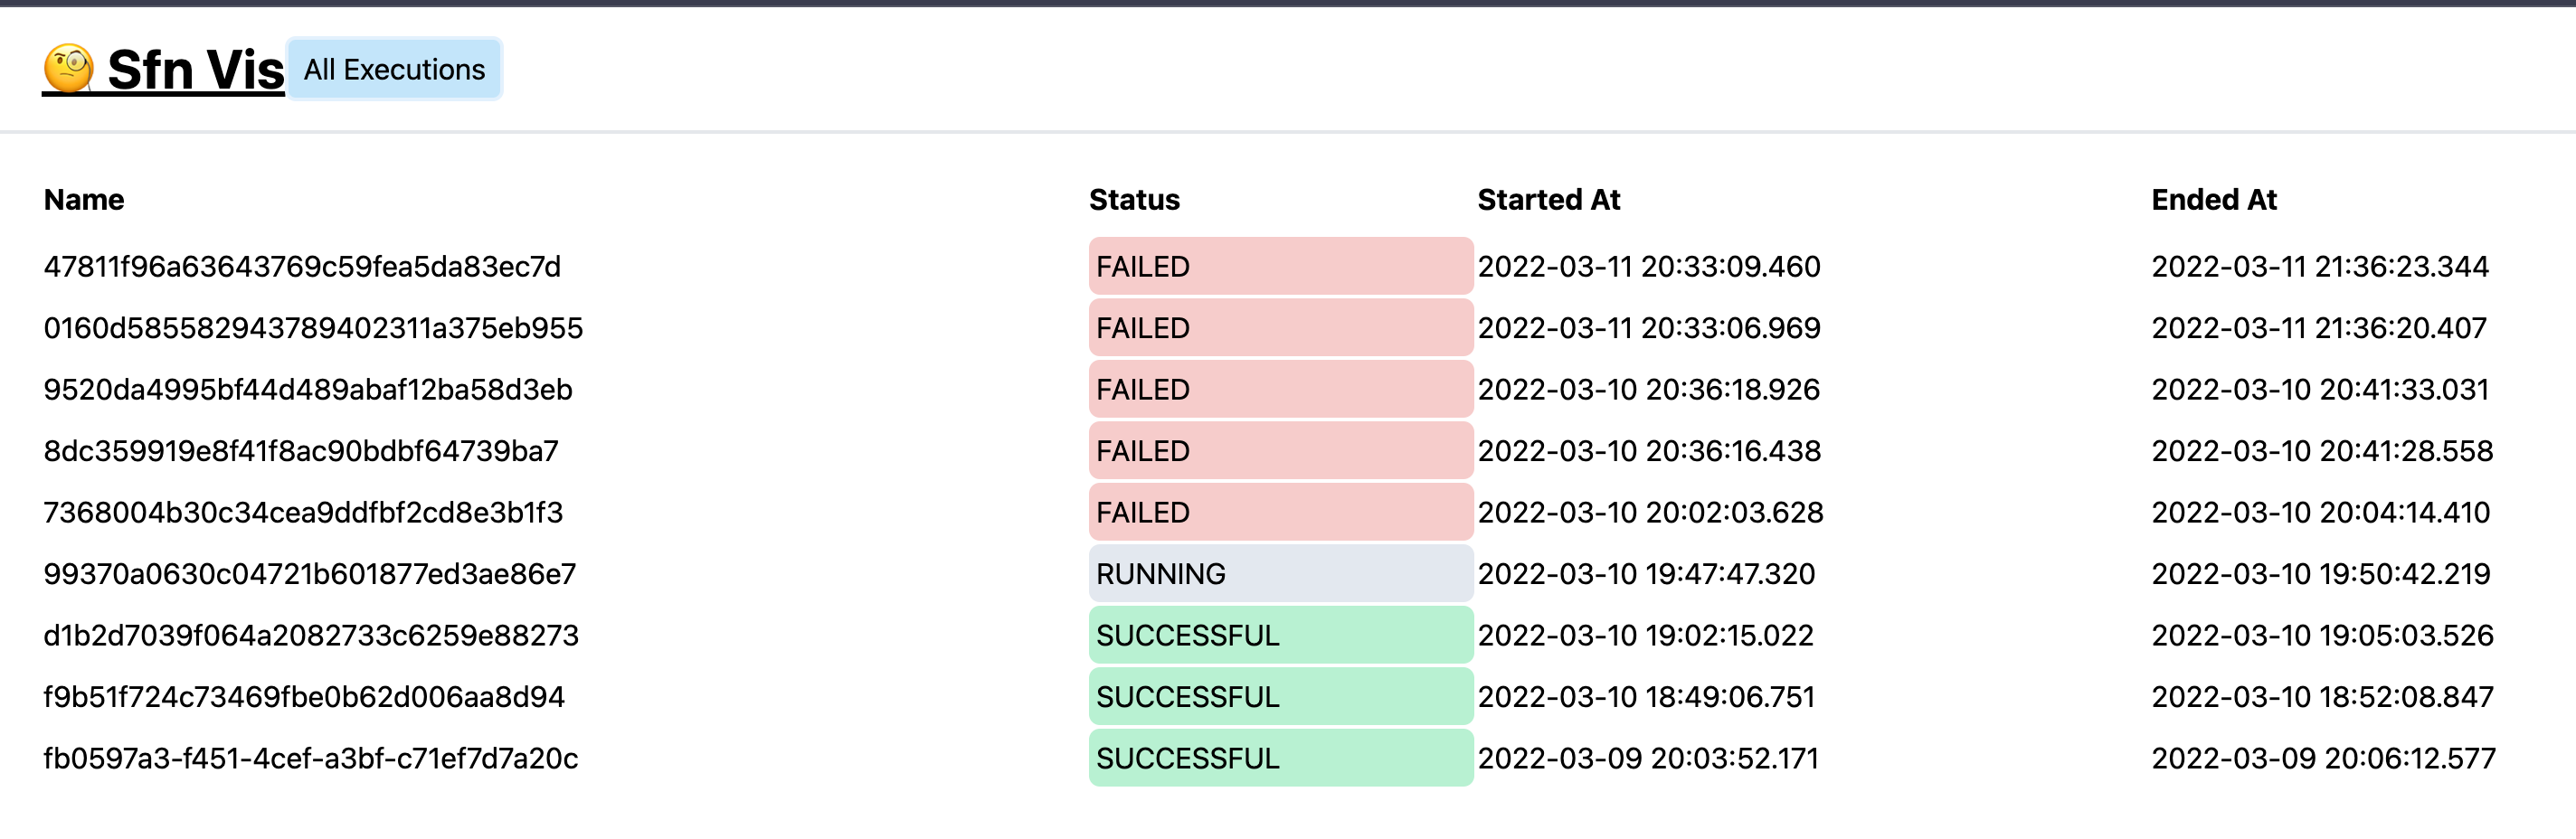 🧐 Sfn Vis All Executions
Name Status Started At Ended At
47811f96a63643769c59fea5da83ec7d FAILED 2022-03-11 20:33:09.460 2022-03-11 21:36:23.344
0160d585582943789402311a375eb955 FAILED 2022-03-11 20:33:06.969 2022-03-11 21:36:20.407
9520da4995bf44d489abaf12ba58d3eb FAILED 2022-03-10 20:36:18.926 2022-03-10 20:41:33.031
8dc359919e8f41f8ac90bdbf64739ba7 FAILED 2022-03-10 20:36:16.438 2022-03-10 20:41:28.558
7368004b30c34cea9ddfbf2cd8e3b1f3 FAILED 2022-03-10 20:02:03.628 2022-03-10 20:04:14.410
99370a0630c04721b601877ed3ae86e7 RUNNING 2022-03-10 19:47:47.320 2022-03-10 19:50:42.219
d1b2d7039f064a2082733c6259e88273 SUCCESSFUL 2022-03-10 19:02:15.022 2022-03-10 19:05:03.526
f9b51f724c73469fbe0b62d006aa8d94 SUCCESSFUL 2022-03-10 18:49:06.751 2022-03-10 18:52:08.847
fb0597a3-f451-4cef-a3bf-c71ef7d7a20c SUCCESSFUL 2022-03-09 20:03:52.171 2022-03-09 20:06:12.577